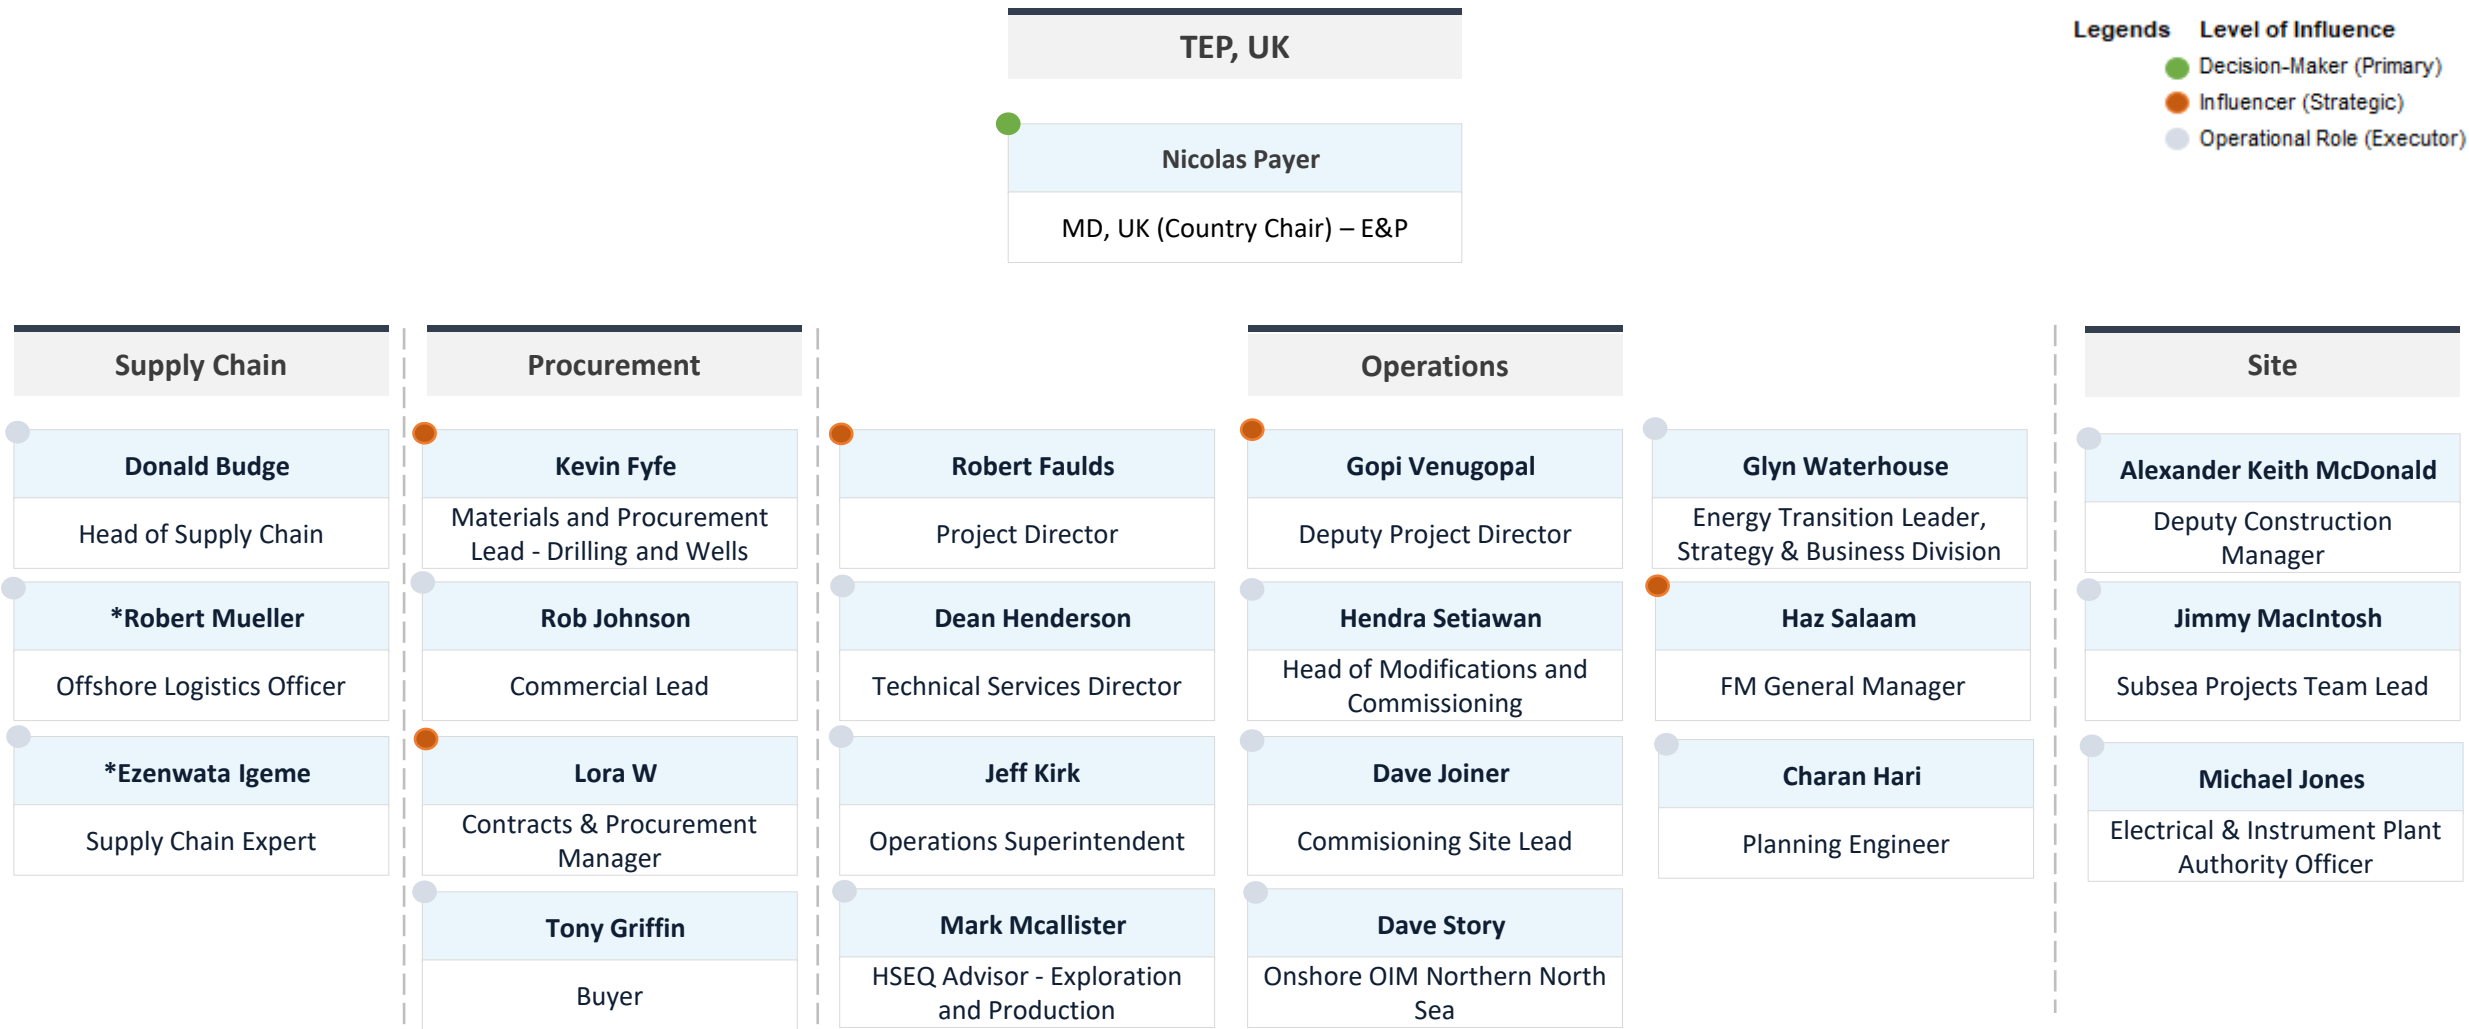 TEP, UK
Legends Level of Influence
Decision-Maker (Primary)
Influencer (Strategic)
Operational Role (Executor)
Nicolas Payer
MD, UK (Country Chair) – E&P
Supply Chain
Donald Budge
Head of Supply Chain
*Robert Mueller
Offshore Logistics Officer
*Ezenwata Igeme
Supply Chain Expert
Procurement
Kevin Fyfe
Materials and Procurement
Lead - Drilling and Wells
Rob Johnson
Commercial Lead
Lora W
Contracts & Procurement
Manager
Tony Griffin
Buyer
Operations
Robert Faulds
Project Director
Dean Henderson
Technical Services Director
Jeff Kirk
Operations Superintendent
Mark Mcallister
HSEQ Advisor - Exploration
and Production
Gopi Venugopal
Deputy Project Director
Hendra Setiawan
Head of Modifications and
Commissioning
Dave Joiner
Commisioning Site Lead
Dave Story
Onshore OIM Northern North
Sea
Glyn Waterhouse
Energy Transition Leader,
Strategy & Business Division
Haz Salaam
FM General Manager
Charan Hari
Planning Engineer
Site
Alexander Keith McDonald
Deputy Construction
Manager
Jimmy MacIntosh
Subsea Projects Team Lead
Michael Jones
Electrical & Instrument Plant
Authority Officer